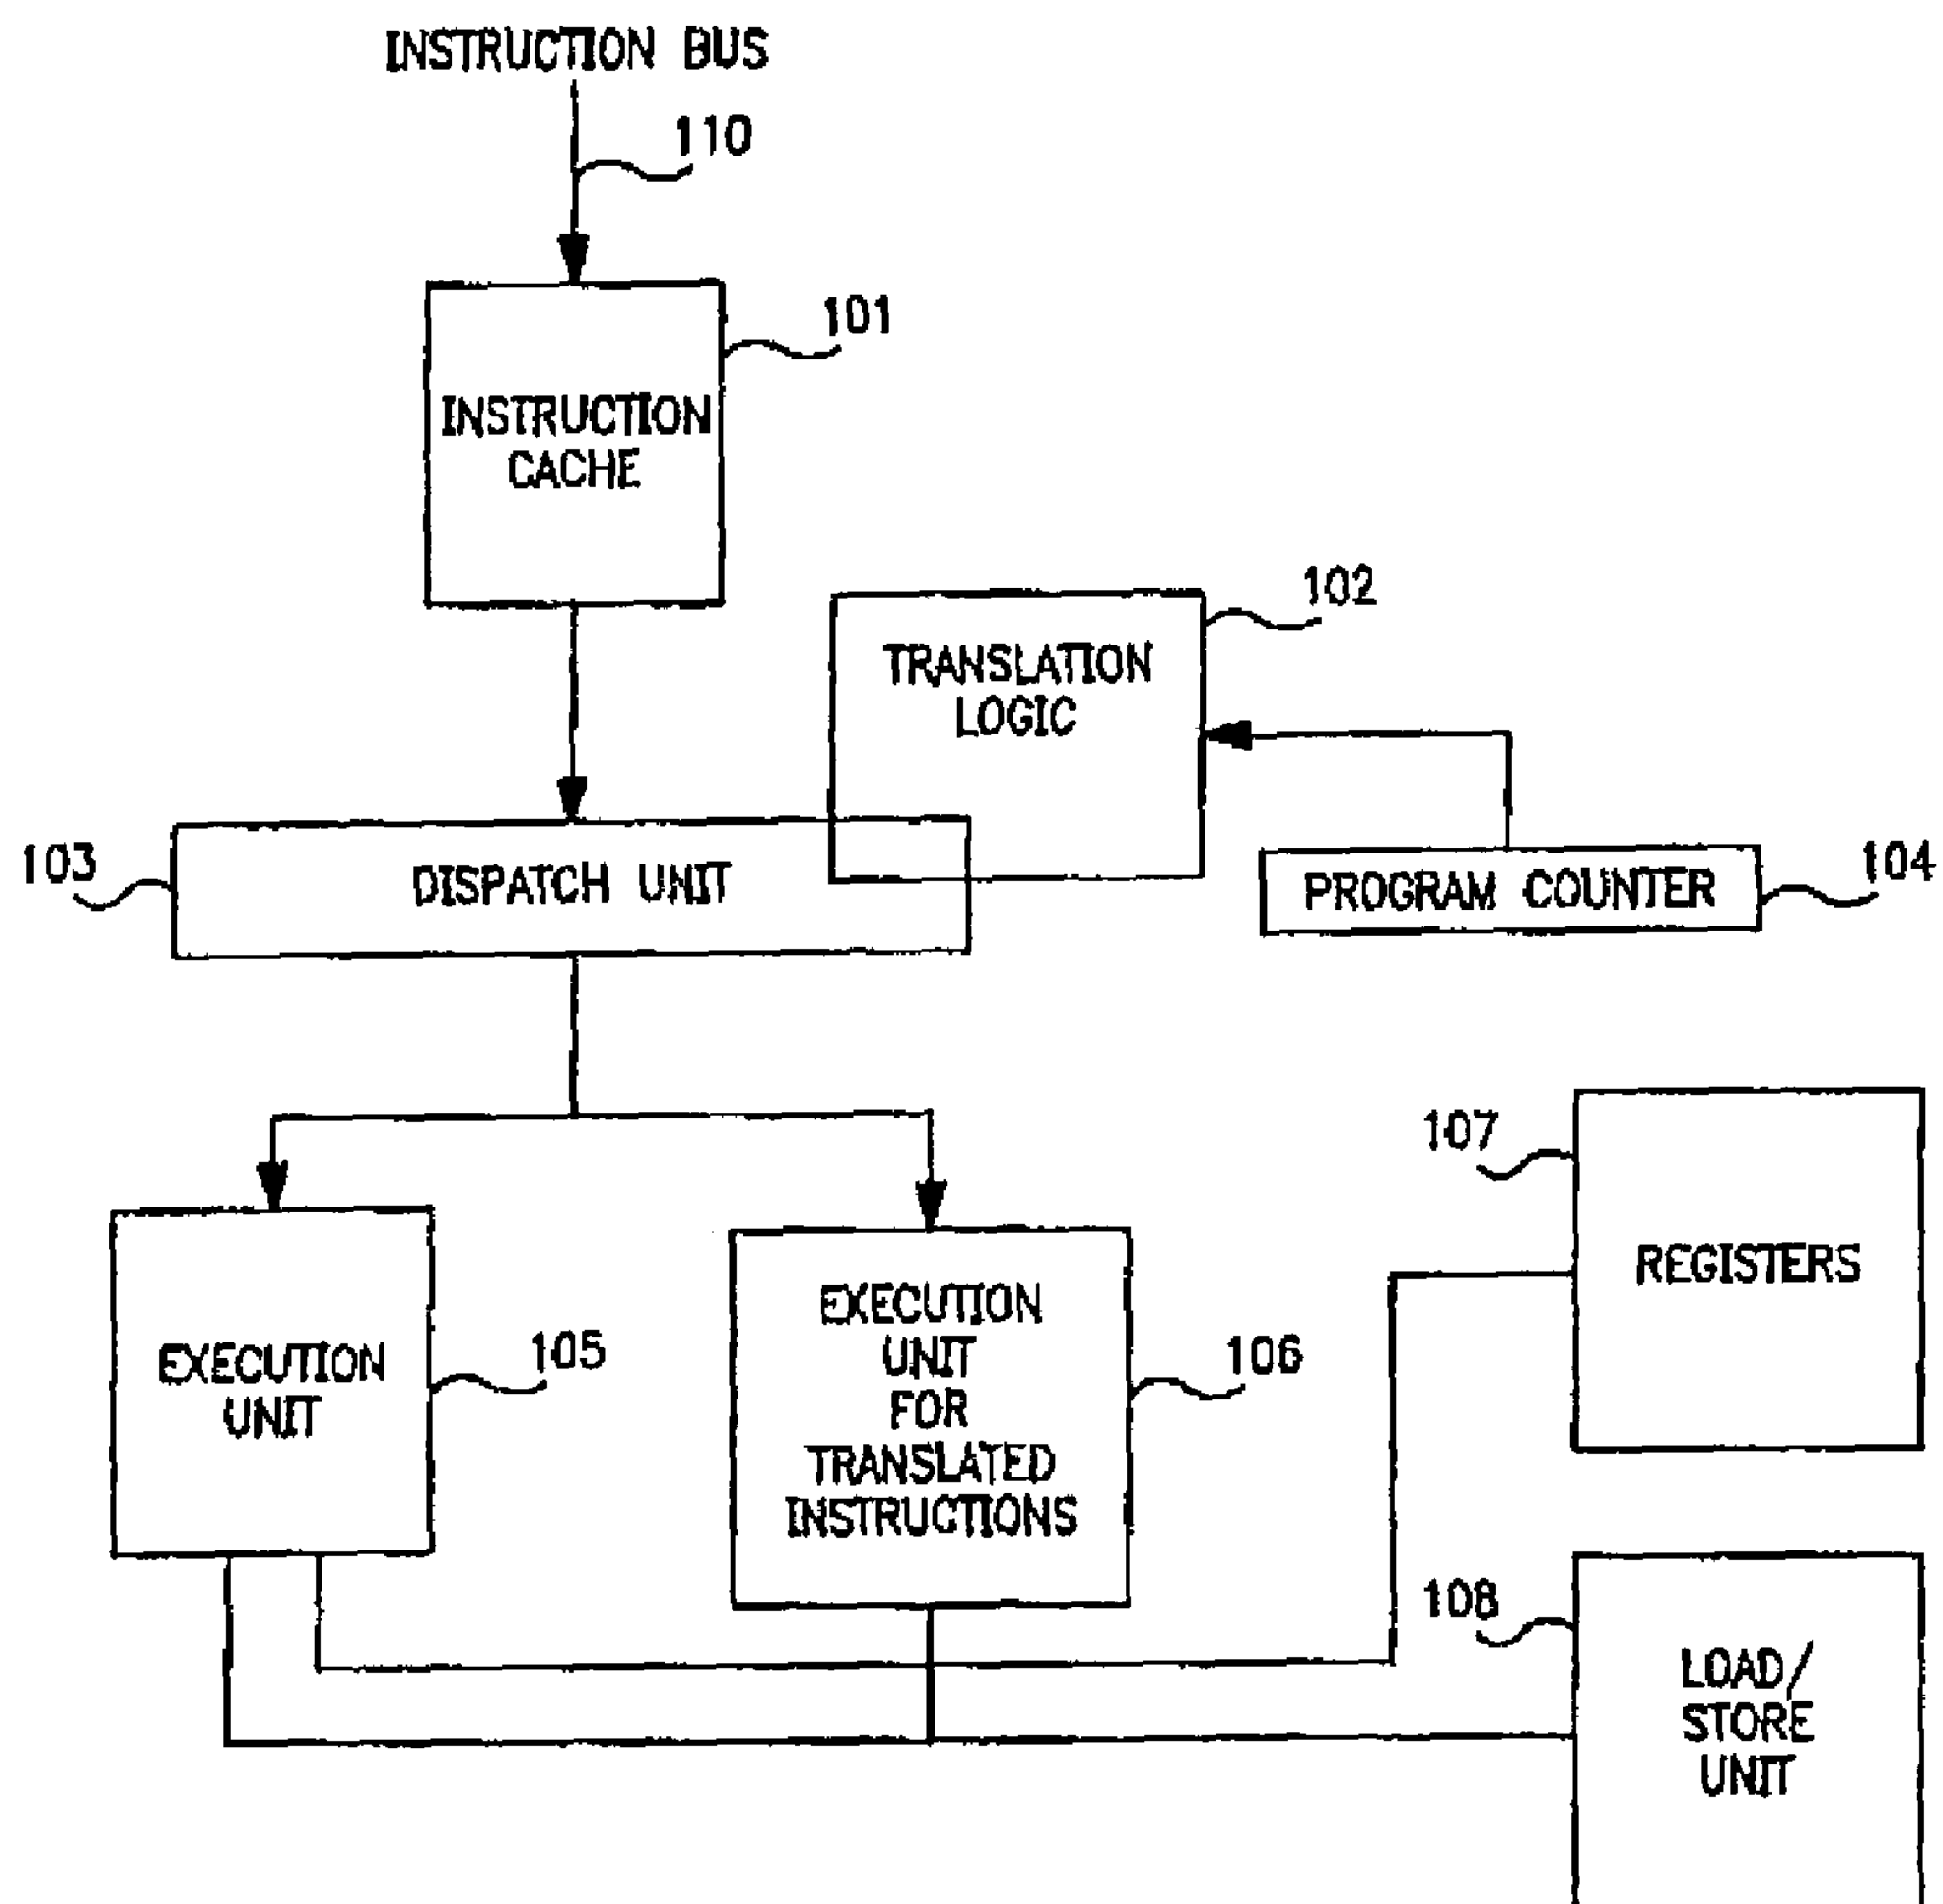 INSTRUCTION BUS
110
101
INSTRUCTION
CACHE
102
TRANSLATION
LOGIC
103
DISPATCH UNIT
PROGRAM COUNTER
104
107
REGISTERS
EXECUTION
UNIT
105
EXECUTION
UNIT
FOR
TRANSLATED
INSTRUCTIONS
106
108
LOAD/
STORE
UNIT